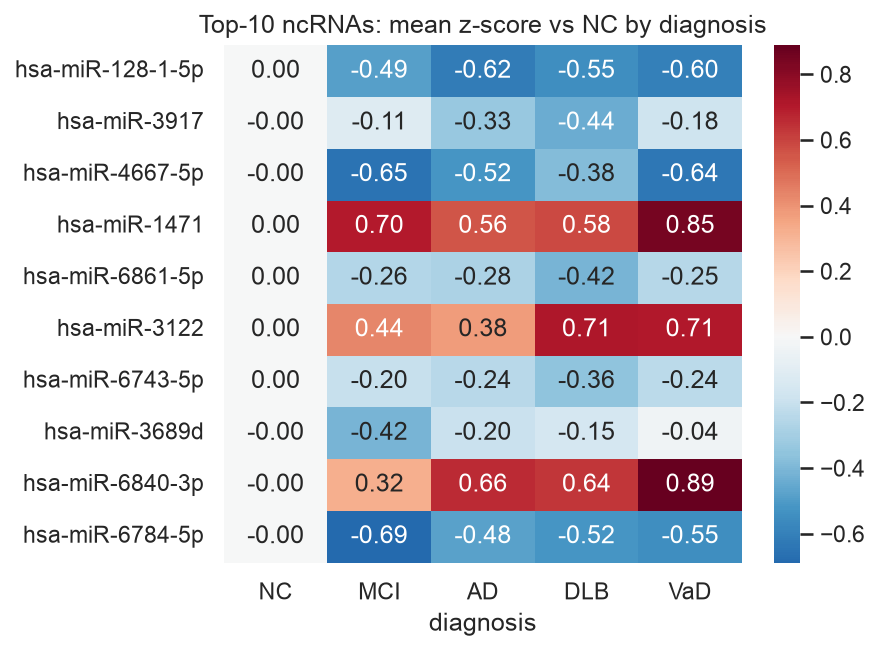 Top-10 ncRNAs: mean z-score vs NC by diagnosis
hsa-miR-128-1-5p 0.00 -0.49 -0.62 -0.55 -0.60
hsa-miR-3917 -0.00 -0.11 -0.33 -0.44 -0.18
hsa-miR-4667-5p -0.00 -0.65 -0.52 -0.38 -0.64
hsa-miR-1471 0.00 0.70 0.56 0.58 0.85
hsa-miR-6861-5p 0.00 -0.26 -0.28 -0.42 -0.25
hsa-miR-3122 0.00 0.44 0.38 0.71 0.71
hsa-miR-6743-5p 0.00 -0.20 -0.24 -0.36 -0.24
hsa-miR-3689d -0.00 -0.42 -0.20 -0.15 -0.04
hsa-miR-6840-3p -0.00 0.32 0.66 0.64 0.89
hsa-miR-6784-5p -0.00 -0.69 -0.48 -0.52 -0.55
NC MCI AD DLB VaD
diagnosis
0.8
0.6
0.4
0.2
0.0
−0.2
−0.4
−0.6